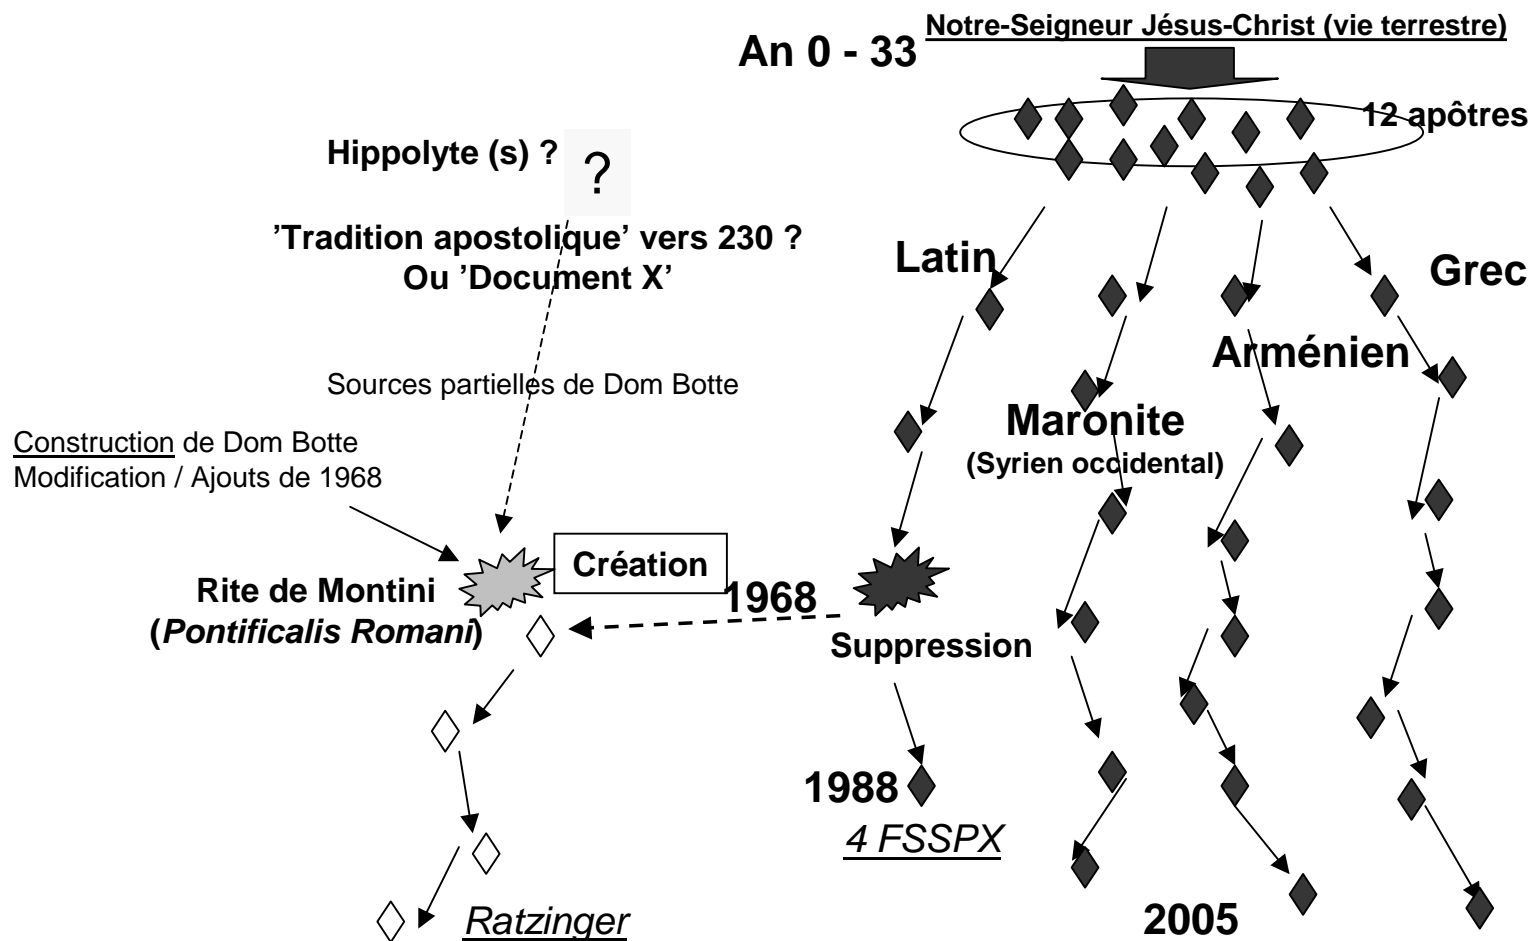 Notre-Seigneur Jésus-Christ (vie terrestre)
An 0 - 33
12 apôtres
Hippolyte (s) ?
?
’Tradition apostolique’ vers 230 ?
Ou ’Document X’
Latin
Grec
Arménien
Sources partielles de Dom Botte
Maronite
(Syrien occidental)
Construction de Dom Botte
Modification / Ajouts de 1968
Création
Rite de Montini
(Pontificalis Romani)
1968
Suppression
1988
4 FSSPX
Ratzinger
2005